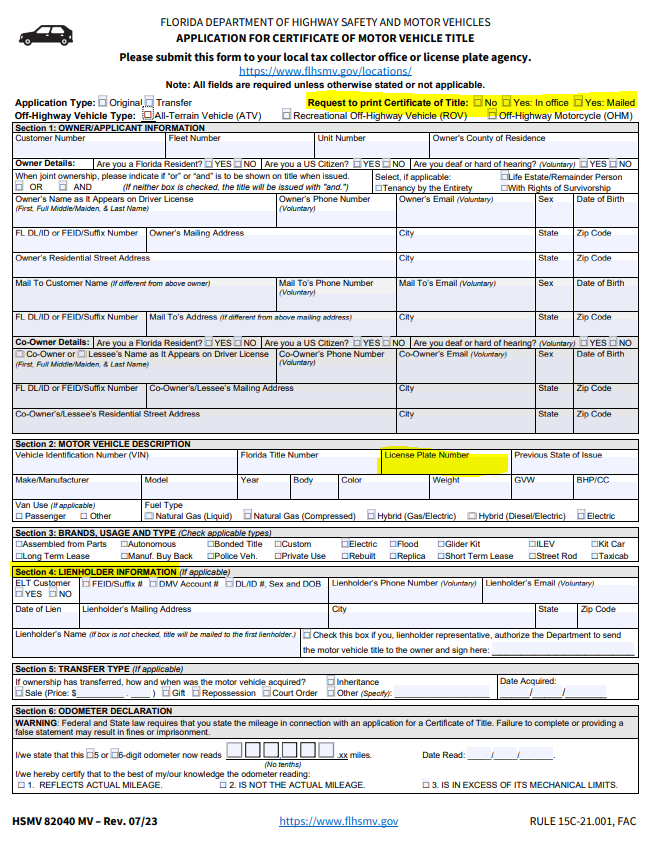 FLORIDA DEPARTMENT OF HIGHWAY SAFETY AND MOTOR VEHICLES
APPLICATION FOR CERTIFICATE OF MOTOR VEHICLE TITLE
Please submit this form to your local tax collector office or license plate agency.
https://www.flhsmv.gov/locations/
Note: All fields are required unless otherwise stated or not applicable.
Application Type: Original Transfer Request to print Certificate of Title: No Yes: In office Yes: Mailed
Off-Highway Vehicle Type: All-Terrain Vehicle (ATV) Recreational Off-Highway Vehicle (ROV) Off-Highway Motorcycle (OHM)
Section 1: OWNER/APPLICANT INFORMATION
Customer Number Fleet Number Unit Number Owner's County of Residence
Owner Details: Are you a Florida Resident? YES NO Are you a US Citizen? YES NO Are you deaf or hard of hearing? (Voluntary) YES NO
When joint ownership, please indicate if "or" or "and" is to be shown on title when issued. Select, if applicable: Life Estate/Remainder Person
OR AND (If neither box is checked, the title will be issued with "and.") Tenancy by the Entirety With Rights of Survivorship
Owner's Name as It Appears on Driver License Owner's Phone Number Owner's Email (Voluntary) Sex Date of Birth
(First, Full Middle/Maiden, & Last Name) (Voluntary)
FL DL/ID or FEID/Suffix Number Owner's Mailing Address City State Zip Code
Owner's Residential Street Address City State Zip Code
Mail To Customer Name (If different from above owner) Mail To's Phone Number Mail To's Email (Voluntary) Sex Date of Birth
(Voluntary)
FL DL/ID or FEID/Suffix Number Mail To's Address (If different from above mailing address) City State Zip Code
Co-Owner Details: Are you a Florida Resident? YES NO Are you a US Citizen? YES NO Are you deaf or hard of hearing? (Voluntary) YES NO
Co-Owner or Lessee's Name as It Appears on Driver License Co-Owner's Phone Number Co-Owner's Email (Voluntary) Sex Date of Birth
(First, Full Middle/Maiden, & Last Name) (Voluntary)
FL DL/ID or FEID/Suffix Number Co-Owner's/Lessee's Mailing Address City State Zip Code
Co-Owner's/Lessee's Residential Street Address City State Zip Code
Section 2: MOTOR VEHICLE DESCRIPTION
Vehicle Identification Number (VIN) Florida Title Number License Plate Number Previous State of Issue
Make/Manufacturer Model Year Body Color Weight GVW BHP/CC
Van Use (If applicable) Fuel Type
Passenger Other Natural Gas (Liquid) Natural Gas (Compressed) Hybrid (Gas/Electric) Hybrid (Diesel/Electric) Electric
Section 3: BRANDS, USAGE AND TYPE (Check applicable types)
Assembled from Parts Autonomous Bonded Title Custom Electric Flood Glider Kit ILEV Kit Car
Long Term Lease Manuf. Buy Back Police Veh. Private Use Rebuilt Replica Short Term Lease Street Rod Taxicab
Section 4: LIENHOLDER INFORMATION (If applicable)
ELT Customer FEID/Suffix # DMV Account # DL/ID #, Sex and DOB Lienholder's Phone Number (Voluntary) Lienholder's Email (Voluntary)
YES NO
Date of Lien Lienholder's Mailing Address City State Zip Code
Lienholder's Name (If box is not checked, title will be mailed to the first lienholder.) Check this box if you, lienholder representative, authorize the Department to send
the motor vehicle title to the owner and sign here:
Section 5: TRANSFER TYPE (If applicable)
If ownership has transferred, how and when was the motor vehicle acquired? Inheritance Date Acquired:
Sale (Price: $________.____) Gift Repossession Court Order Other (Specify): ____/____/____
Section 6: ODOMETER DECLARATION
WARNING: Federal and State law requires that you state the mileage in connection with an application for a Certificate of Title. Failure to complete or providing a
false statement may result in fines or imprisonment.
I/we state that this 5 or 6-digit odometer now reads .xx miles. Date Read: ____/____/____
(No tenths)
I/we hereby certify that to the best of my/our knowledge the odometer reading:
1. REFLECTS ACTUAL MILEAGE. 2. IS NOT THE ACTUAL MILEAGE. 3. IS IN EXCESS OF ITS MECHANICAL LIMITS.
HSMV 82040 MV – Rev. 07/23 https://www.flhsmv.gov RULE 15C-21.001, FAC